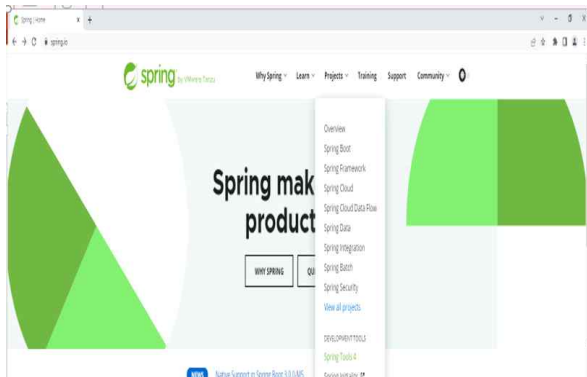 Spring | Home
spring.io
spring by VMware Tanzu
Why Spring Learn Projects Training Support Community
Overview
Spring Boot
Spring Framework
Spring Cloud
Spring Cloud Data Flow
Spring Data
Spring Integration
Spring Batch
Spring Security
View all projects
DEVELOPMENT TOOLS
Spring Tools 4
Spring Initializr
Spring mak
product
WHY SPRING QU
NEWS Native Support in Spring Boot 3.0.0-M5